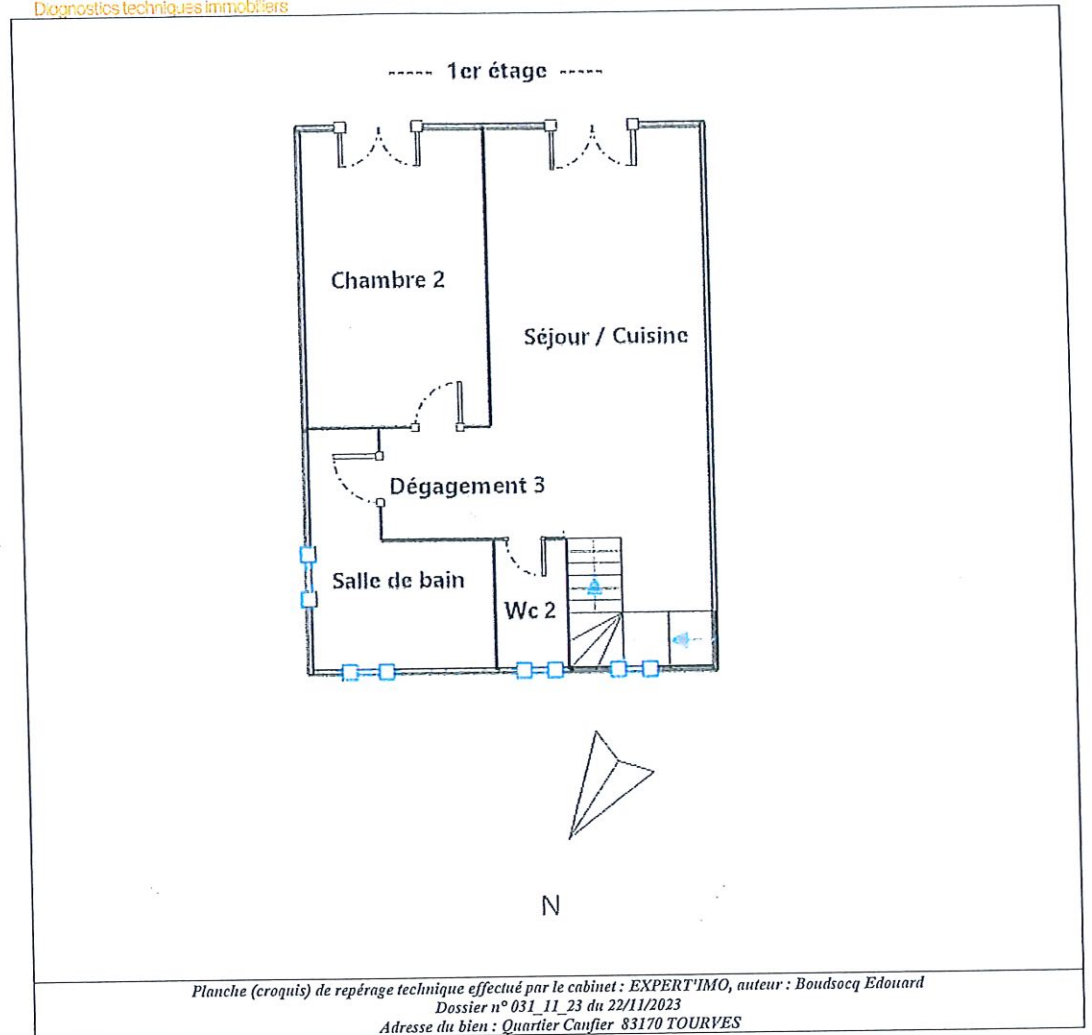 Diagnostics techniques immobiliers
----- 1er étage -----
Chambre 2
Séjour / Cuisine
Dégagement 3
Salle de bain
Wc 2
N
Planche (croquis) de repérage technique effectué par le cabinet : EXPERT'IMO, auteur : Boudsocq Edouard
Dossier n° 031_11_23 du 22/11/2023
Adresse du bien : Quartier Canfier 83170 TOURVES